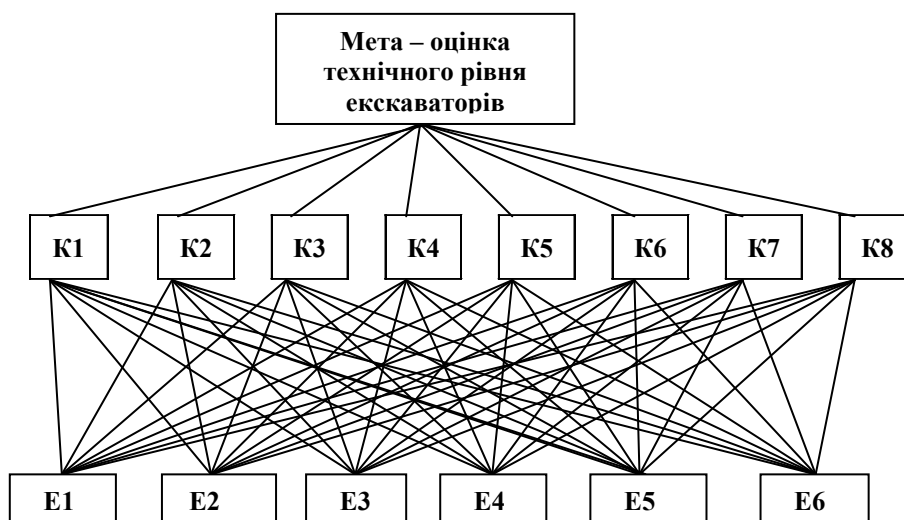 Мета – оцінка
технічного рівня
екскаваторів
К1 К2 К3 К4 К5 К6 К7 К8
Е1 Е2 Е3 Е4 Е5 Е6